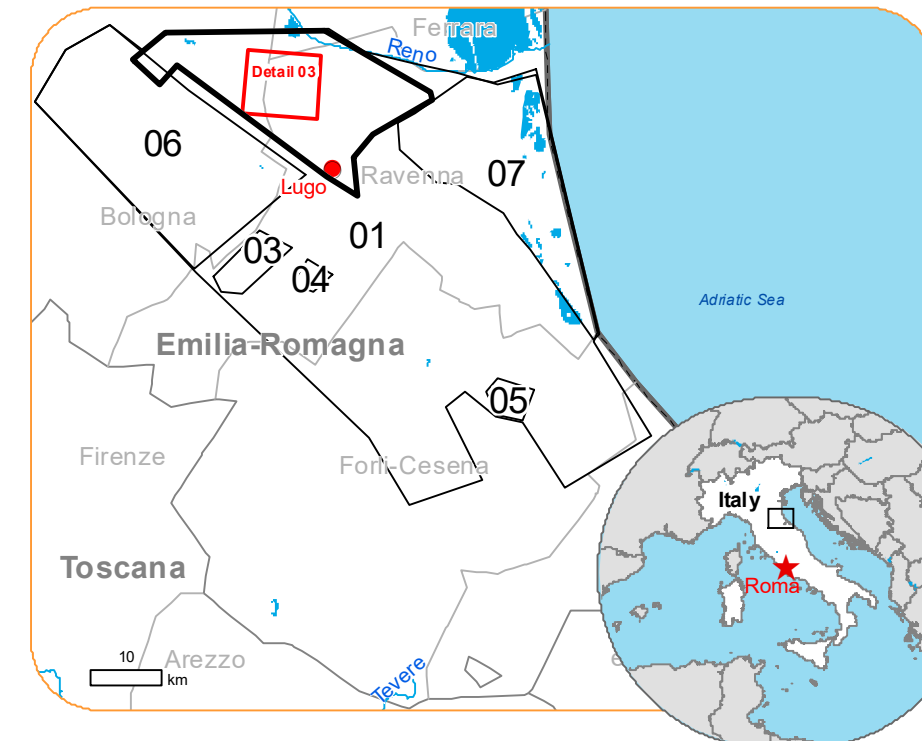 Ferrara
Reno
Detail 03
06
07
Ravenna
Lugo
Bologna
01
03
04
Adriatic Sea
Emilia-Romagna
05
Firenze
Forlì-Cesena
Italy
Toscana
Roma
10
km
Arezzo
Tevere